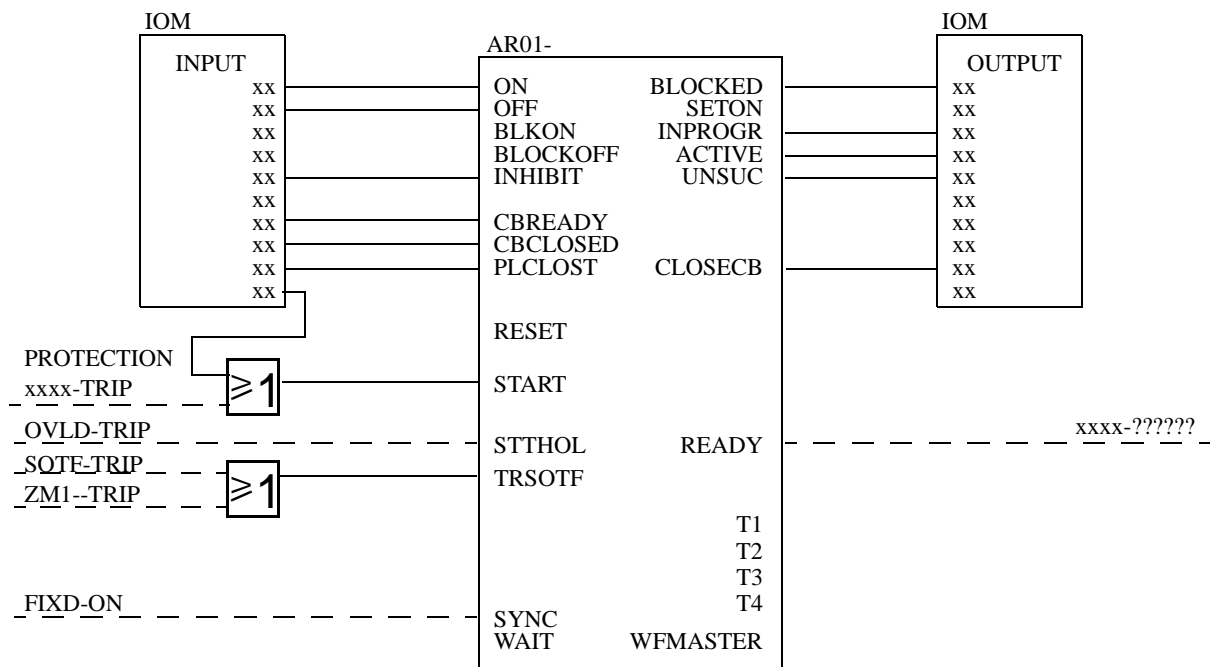 IOM
INPUT
xx
xx
xx
xx
xx
xx
xx
xx
xx
xx
PROTECTION
xxxx-TRIP
OVLD-TRIP
SOTF-TRIP
ZM1--TRIP
FIXD-ON
≥1
≥1
AR01-
ON BLOCKED
OFF SETON
BLKON INPROGR
BLOCKOFF ACTIVE
INHIBIT UNSUC
CBREADY
CBCLOSED
PLCLOST CLOSECB
RESET
START
STTHOL READY
TRSOTF
T1
T2
T3
T4
SYNC
WAIT WFMASTER
IOM
OUTPUT
xx
xx
xx
xx
xx
xx
xx
xx
xx
xx
xxxx-??????